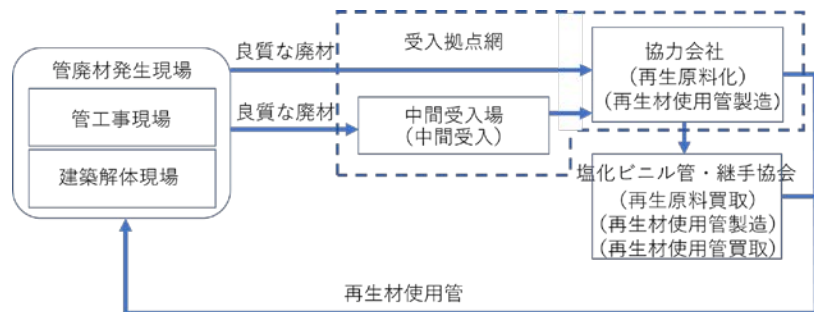 管廃材発生現場
管工事現場
建築解体現場
良質な廃材
良質な廃材
受入拠点網
中間受入場
(中間受入)
協力会社
(再生原料化)
(再生材使用管製造)
塩化ビニル管・継手協会
(再生原料買取)
(再生材使用管製造)
(再生材使用管買取)
再生材使用管